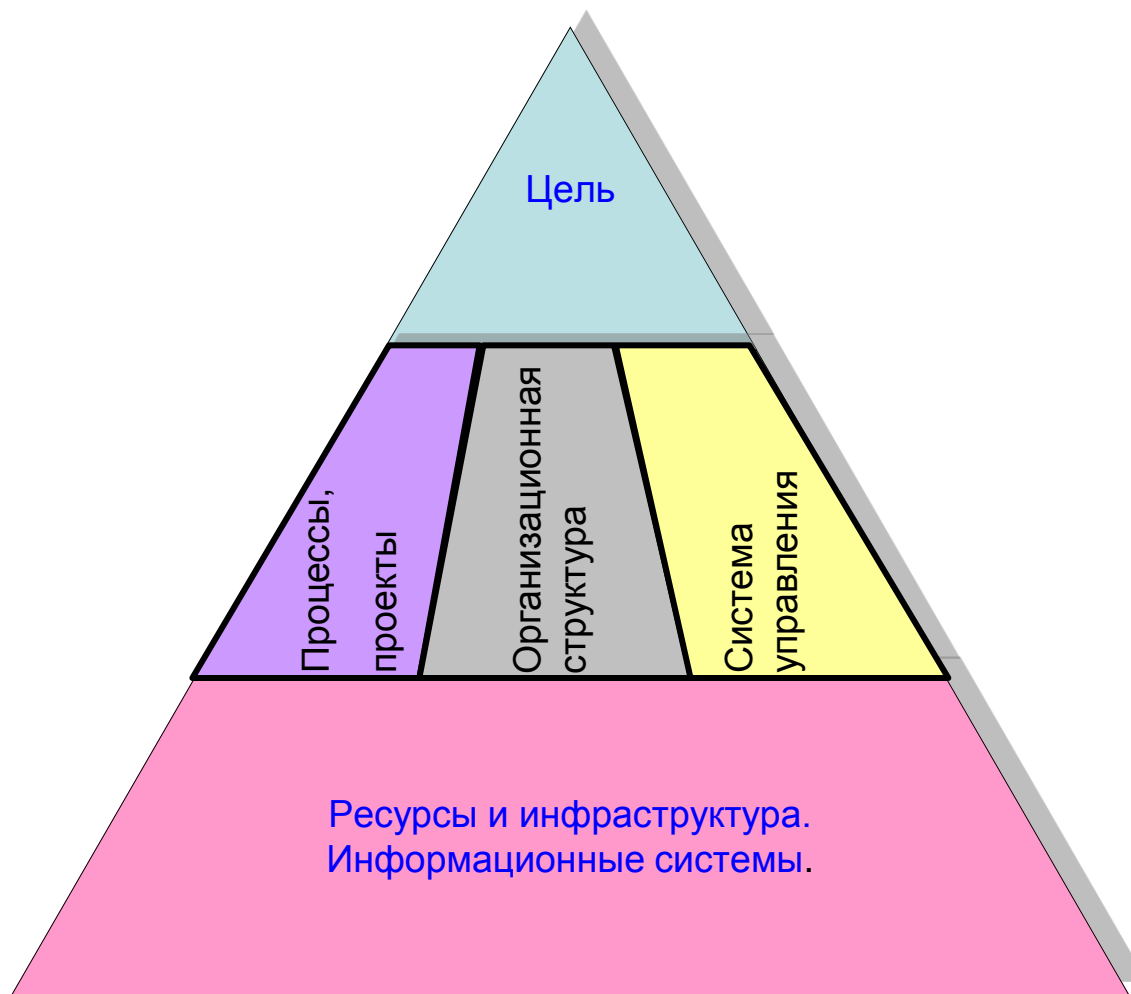 Цель
Процессы,
проекты
Организационная
структура
Система
управления
Ресурсы и инфраструктура.
Информационные системы.